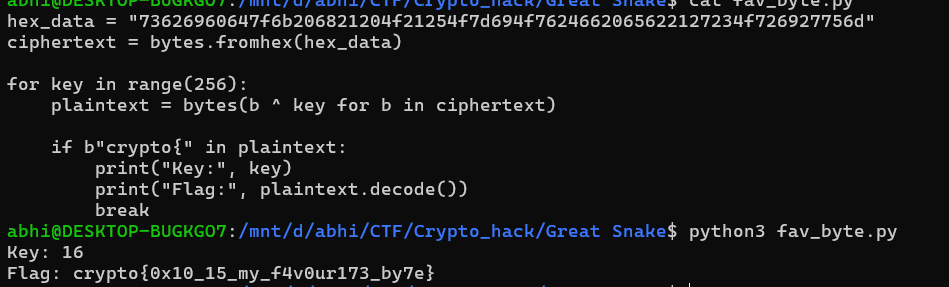 abhi@DESKTOP-BUGKGO7:/mnt/d/abhi/CTF/Crypto_hack/Great Snake$ cat fav_byte.py
hex_data = "73626960647f6b206821204f21254f7d694f7624662065622127234f726927756d"
ciphertext = bytes.fromhex(hex_data)
for key in range(256):
    plaintext = bytes(b ^ key for b in ciphertext)
    if b"crypto{" in plaintext:
        print("Key:", key)
        print("Flag:", plaintext.decode())
        break
abhi@DESKTOP-BUGKGO7:/mnt/d/abhi/CTF/Crypto_hack/Great Snake$ python3 fav_byte.py
Key: 16
Flag: crypto{0x10_15_my_f4v0ur173_by7e}